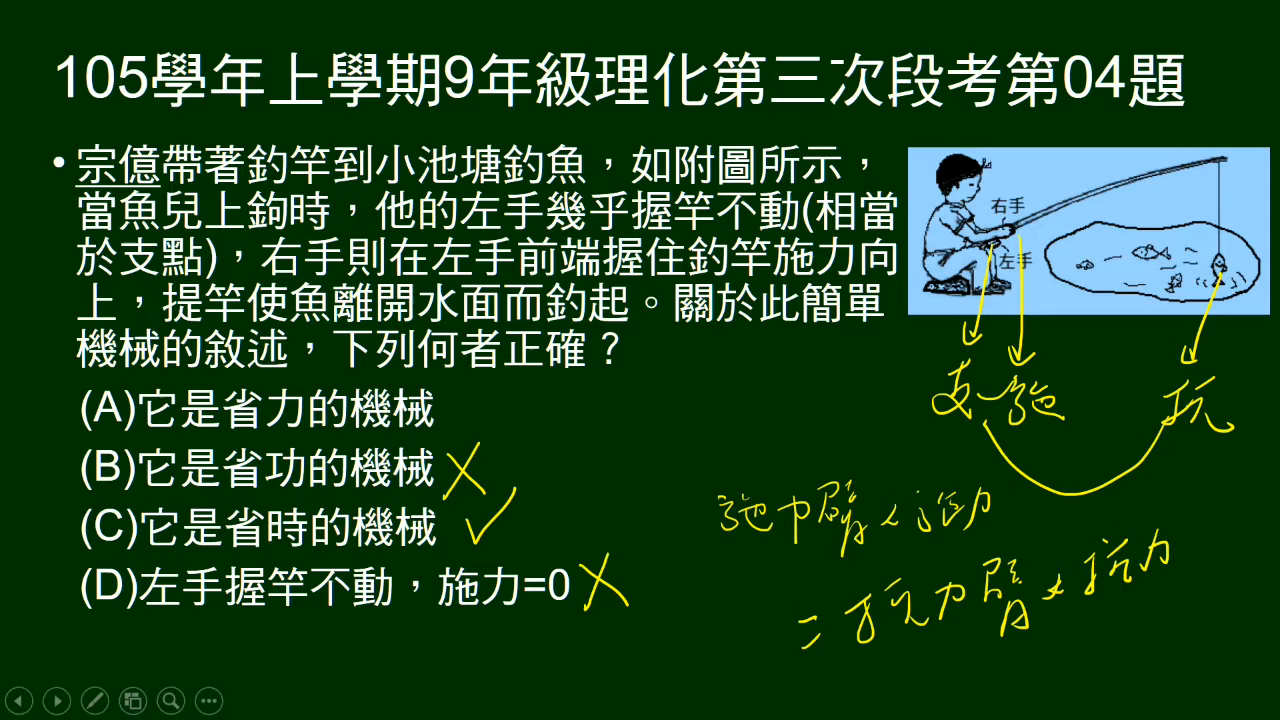 105學年上學期9年級理化第三次段考第04題
• 宗億帶著釣竿到小池塘釣魚，如附圖所示，
當魚兒上鉤時，他的左手幾乎握竿不動(相當
於支點)，右手則在左手前端握住釣竿施力向
上，提竿使魚離開水面而釣起。關於此簡單
機械的敘述，下列何者正確？
(A)它是省力的機械
(B)它是省功的機械
(C)它是省時的機械
(D)左手握竿不動，施力=0
右手
左手
支 施
抗
施力臂×施力
=抗力臂×抗力